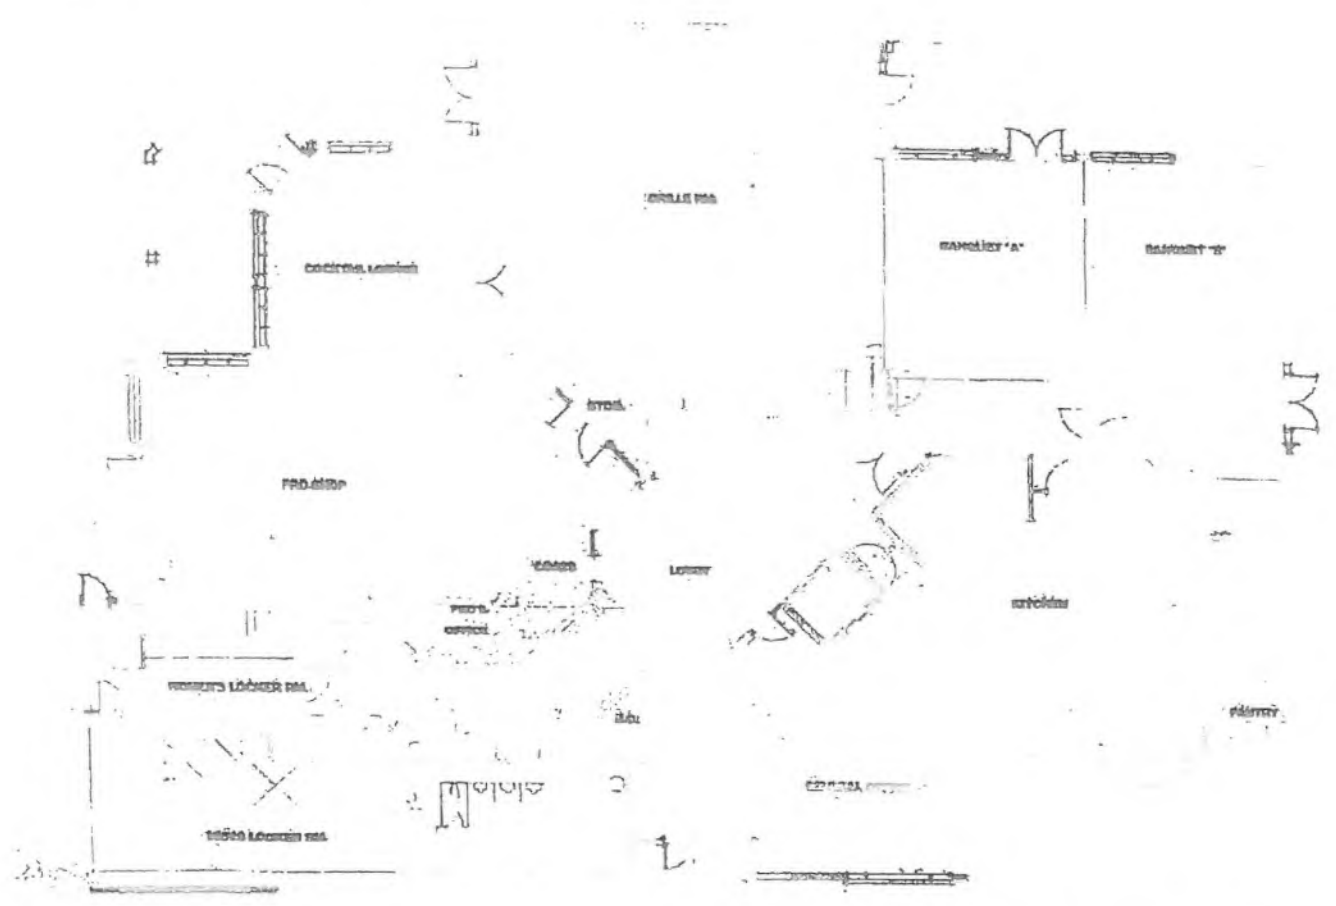 GRILLE RM.
BANQUET "A"
BANQUET "B"
COCKTAIL LOUNGE
STOR.
PRO-SHOP
LOBBY
KITCHEN
PRO'S
OFFICE
WOMEN'S LOCKER RM.
PANTRY
MEN'S LOCKER RM.